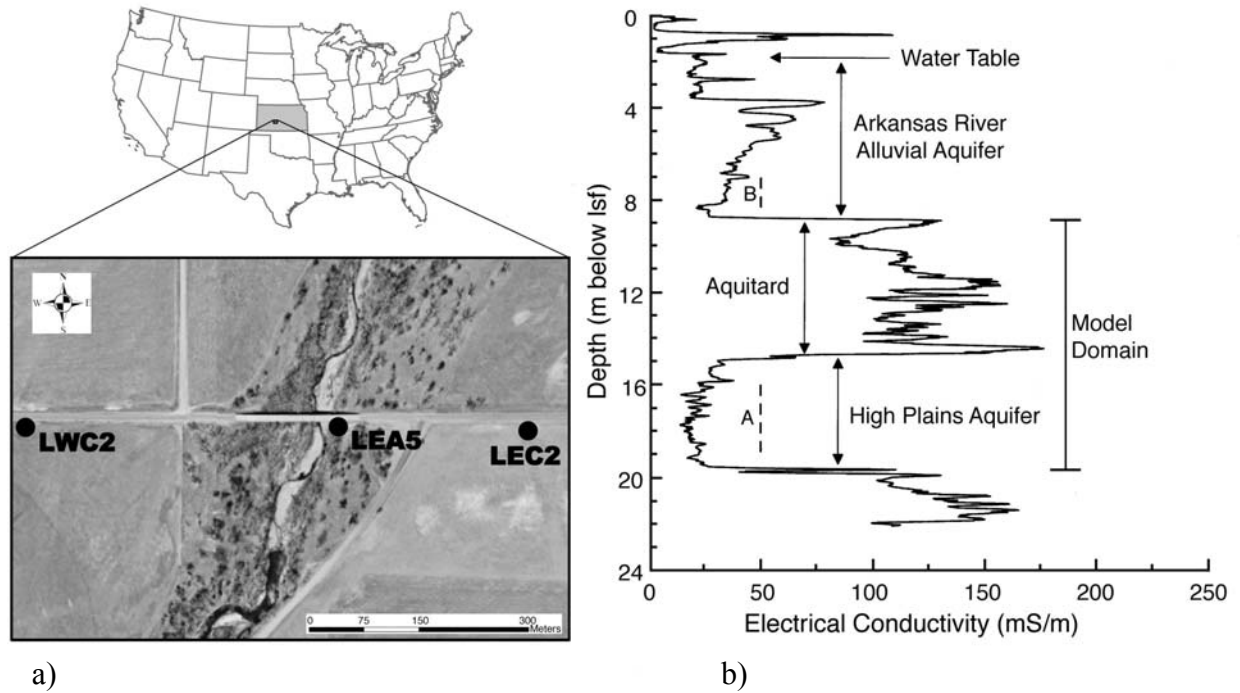 N
W E
S
LWC2
LEA5
LEC2
0 75 150 300
Meters
a)
0
4
8
12
16
20
24
Depth (m below lsf)
Water Table
Arkansas River
Alluvial Aquifer
B
Aquitard
Model
Domain
A
High Plains Aquifer
0 50 100 150 200 250
Electrical Conductivity (mS/m)
b)